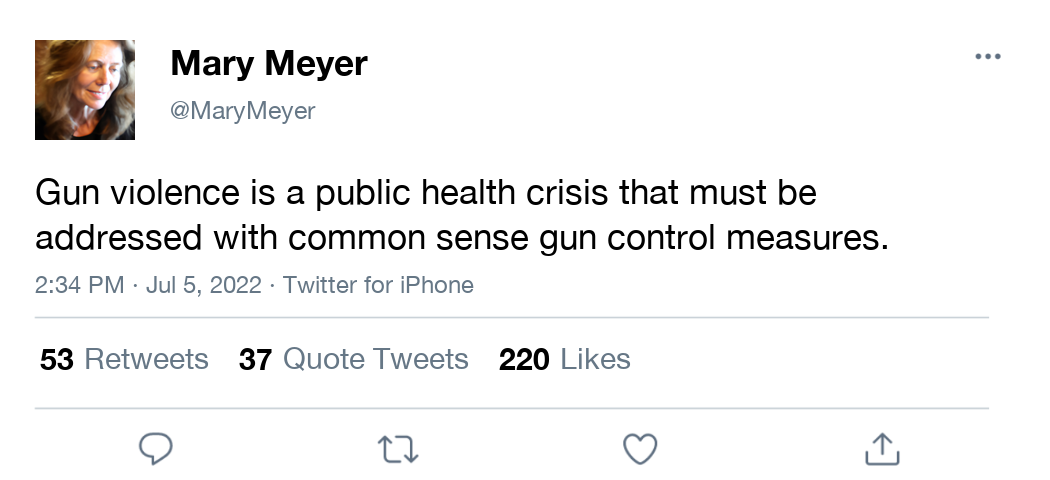 Mary Meyer
@MaryMeyer
Gun violence is a public health crisis that must be
addressed with common sense gun control measures.
2:34 PM · Jul 5, 2022 · Twitter for iPhone
53 Retweets 37 Quote Tweets 220 Likes